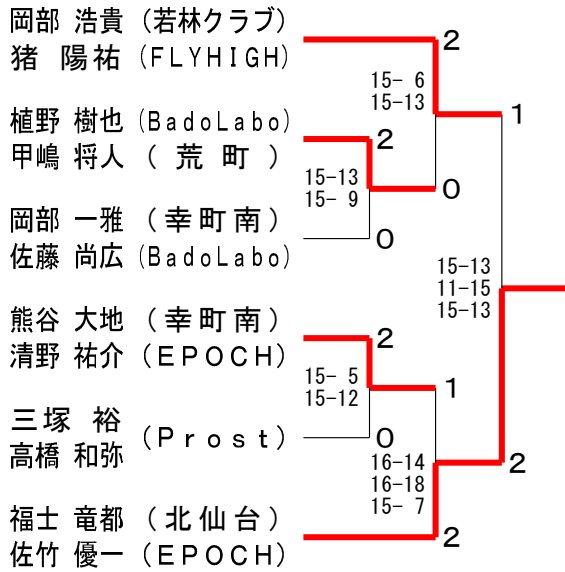 岡部 浩貴 (若林クラブ)
2
猪 陽祐 (FLYHIGH)
15- 6
15-13
1
植野 樹也 (BadoLabo)
2
甲嶋 将人 (荒町)
15-13
15- 9
0
岡部 一雅 (幸町南)
0
佐藤 尚広 (BadoLabo)
15-13
11-15
15-13
熊谷 大地 (幸町南)
2
清野 祐介 (EPOCH)
15- 5
15-12
1
三塚 裕
高橋 和弥
(Prost)
0
16-14
16-18
15- 7
2
福士 竜都 (北仙台)
2
佐竹 優一 (EPOCH)